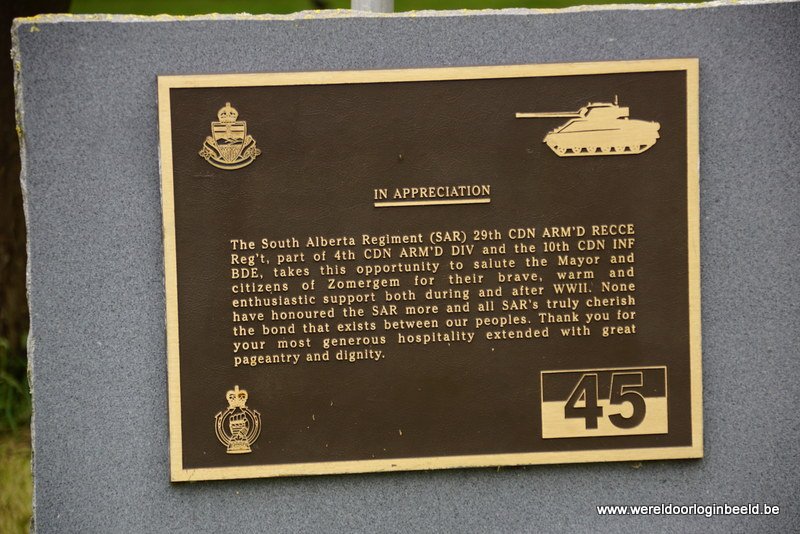 IN APPRECIATION
The South Alberta Regiment (SAR) 29th CDN ARM'D RECCE
Reg't, part of 4th CDN ARM'D DIV and the 10th CDN INF
BDE, takes this opportunity to salute the Mayor and
citizens of Zomergem for their brave, warm and
enthusiastic support both during and after WWII. None
have honoured the SAR more and all SAR's truly cherish
the bond that exists between our peoples. Thank you for
your most generous hospitality extended with great
pageantry and dignity.
45
www.wereldoorloginbeeld.be